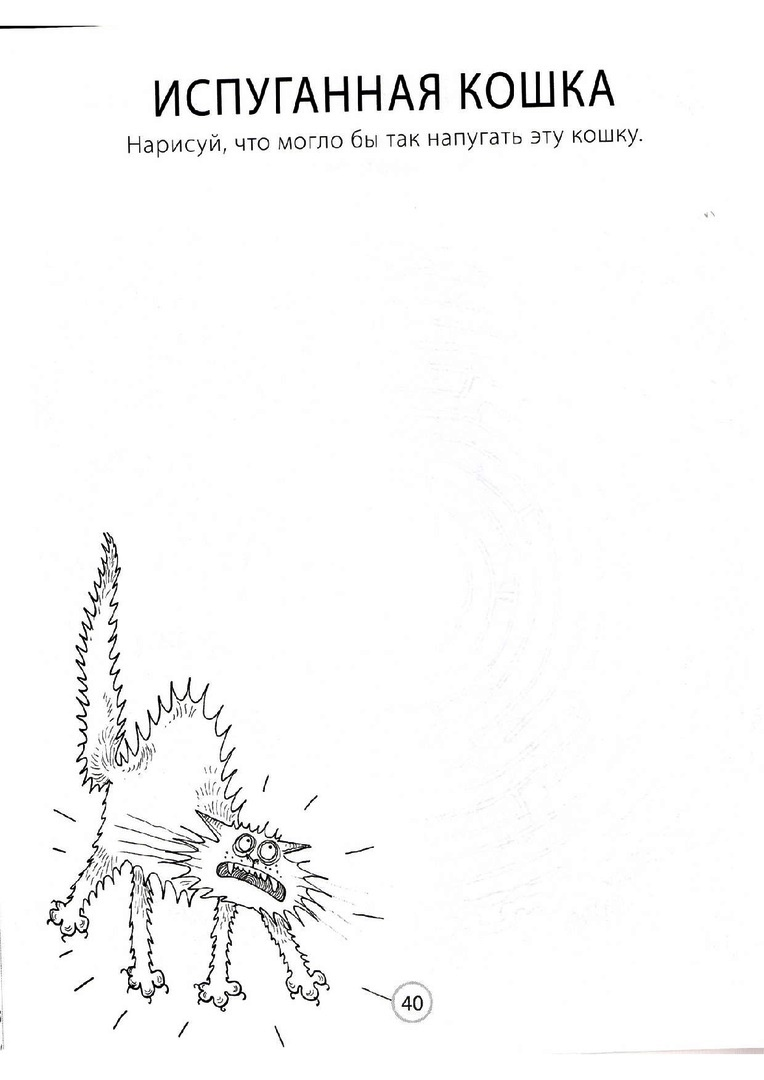 ИСПУГАННАЯ КОШКА
Нарисуй, что могло бы так напугать эту кошку.
40